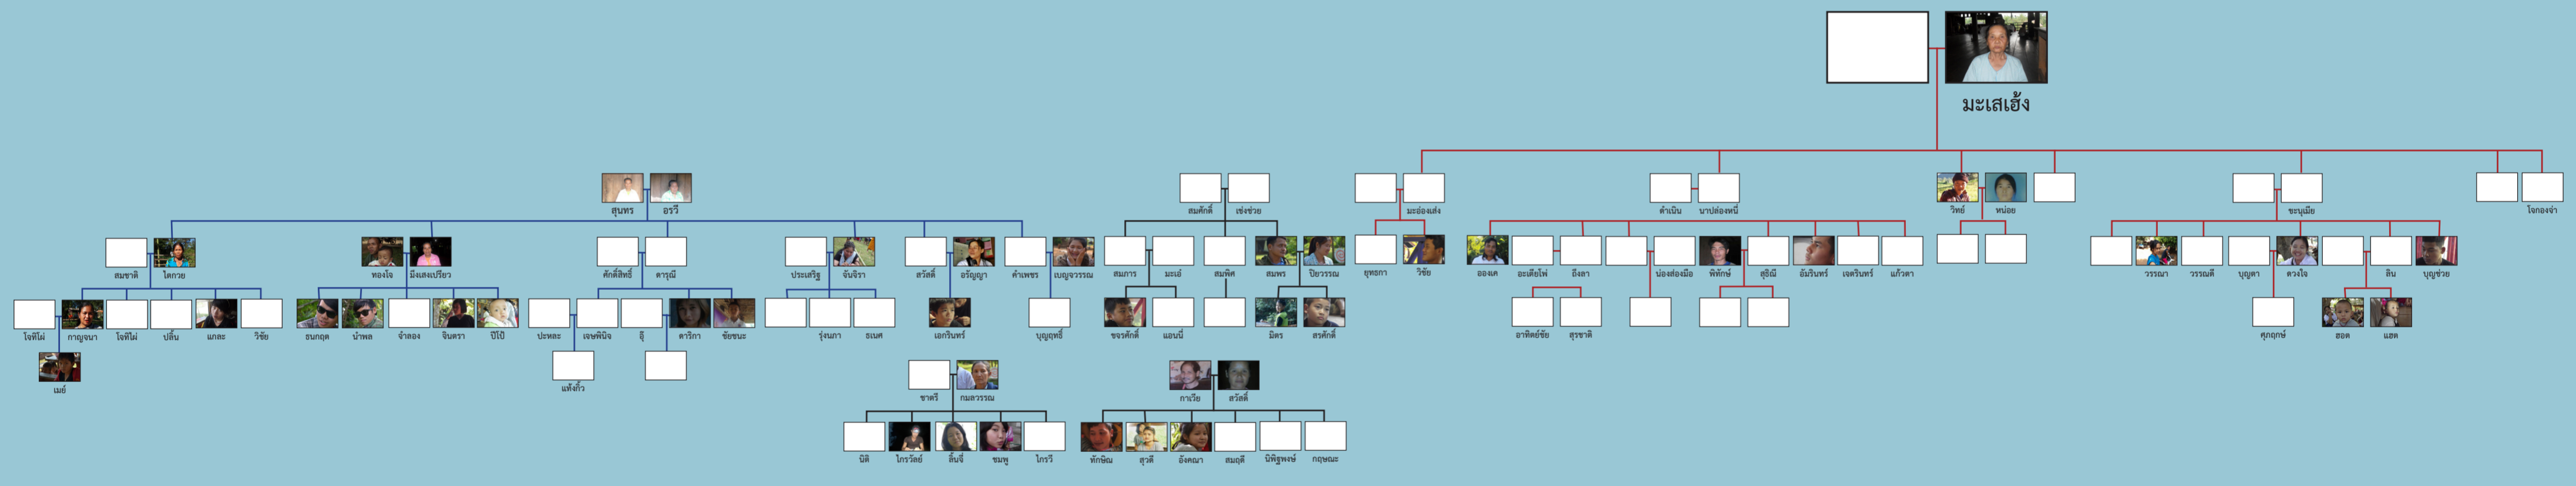 มะเสเฮ้ง
สุนทร อรวี สมศักดิ์ เช่งช่วย มะอ่องเส่ง ดำเนิน นาปล่องหนี่ วิทย์ หน่อย ชะนุเมีย โจกองจ่า
สมชาติ ไดกวย ทองโจ มึงเลงเปรียว ศักดิ์สิทธิ์ ดารุณี ประเสริฐ จันจิรา สวัสดิ์ อรัญญา คำเพชร เบญจวรรณ สมการ มะเอ๋ สมพิศ สมพร ปิยวรรณ ยุทธกา วิชัย อองเค อะเดียไพ่ อึงลา น่องส่องมือ พิทักษ์ สุธิณี อัมรินทร์ เจตรินทร์ แก้วตา วรรณา วรรณดี บุญตา ดวงใจ ลิน บุญช่วย
โจทิไผ่ กาญจนา โจทิไผ่ ปลิ้น แกละ วิชัย ธนกฤต นำพล จำลอง จินตรา ปิโป้ ปะหละ เจษพินิจ อุ๊ ดาริกา ชัยชนะ รุ่งนภา ธเนศ เอกรินทร์ บุญฤทธิ์ ขจรศักดิ์ แอนนี่ มิตร สรศักดิ์ อาทิตย์ชัย สุรชาติ ศุภฤกษ์ ฮอด แฮด
เมย์ แท้งกิ้ว ชาตรี กมลวรรณ กาเวีย สวัสดิ์
นิติ ไกรวัลย์ ลิ้นจี่ ชมพู ไกรวี ทักษิณ สุวดี อังคณา สมฤดี นิพิฐพงษ์ กฤษณะ